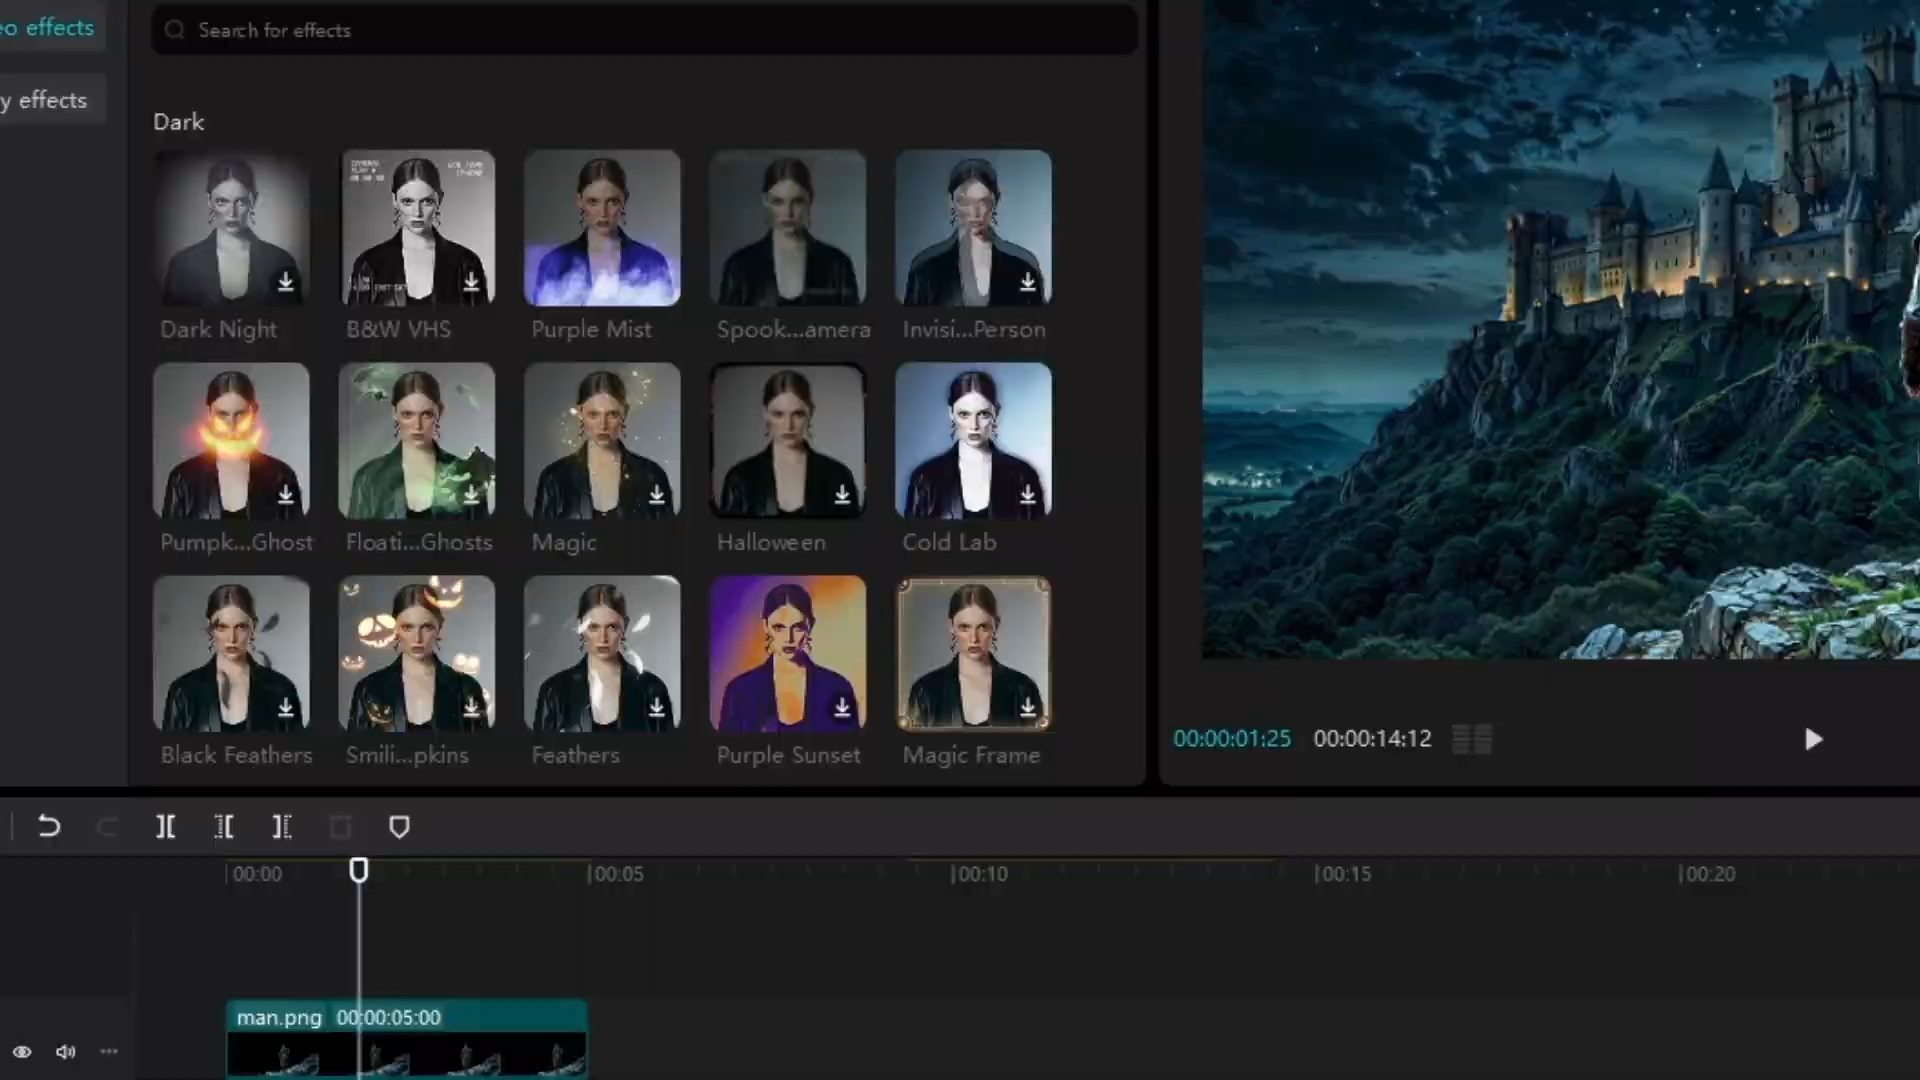 eo effects
Search for effects
y effects
Dark
Dark Night
B&W VHS
Purple Mist
Spook...amera
Invisi...Person
Pumpk...Ghost
Floati...Ghosts
Magic
Halloween
Cold Lab
Black Feathers
Smili...pkins
Feathers
Purple Sunset
Magic Frame
00:00:01:25
00:00:14:12
00:00
00:05
00:10
00:15
00:20
man.png 00:00:05:00